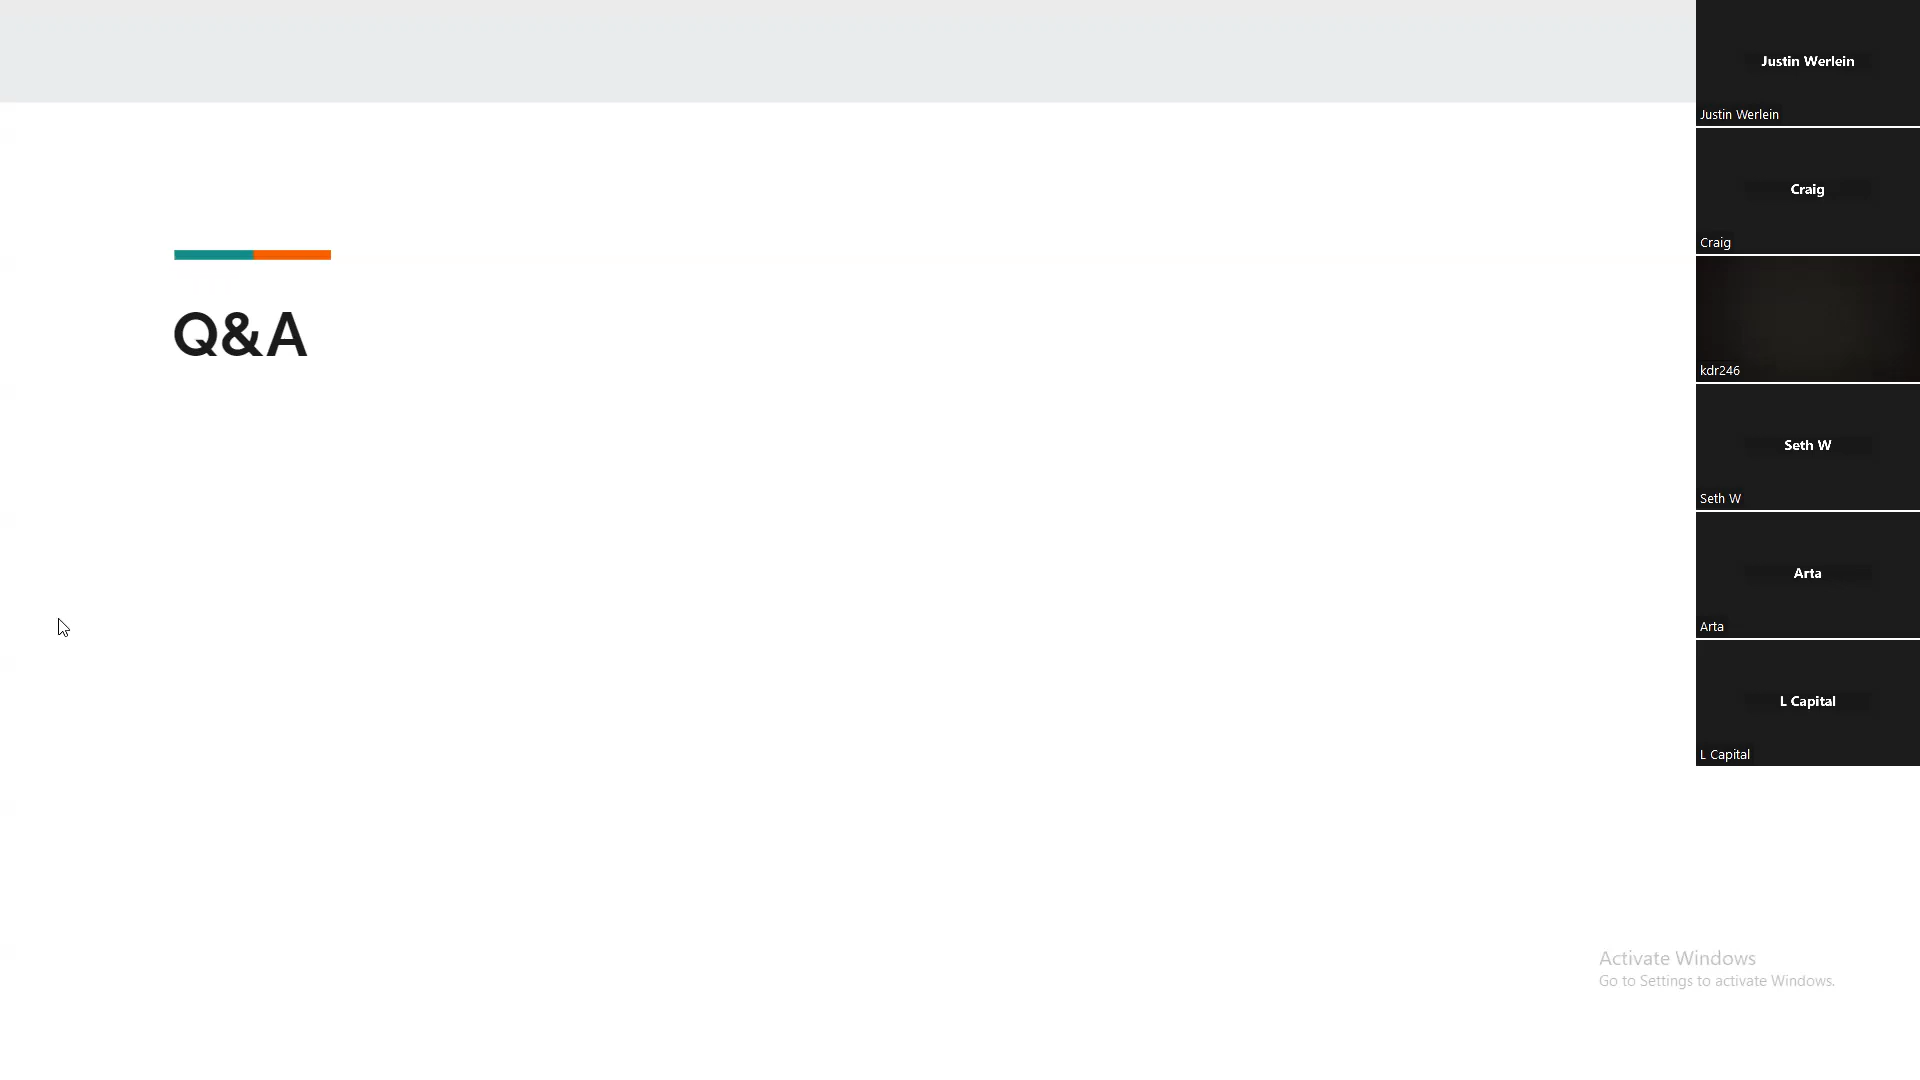 Q&A
Justin Werlein
Justin Werlein
Craig
Craig
kdr246
Seth W
Seth W
Arta
Arta
L Capital
L Capital
Activate Windows
Go to Settings to activate Windows.